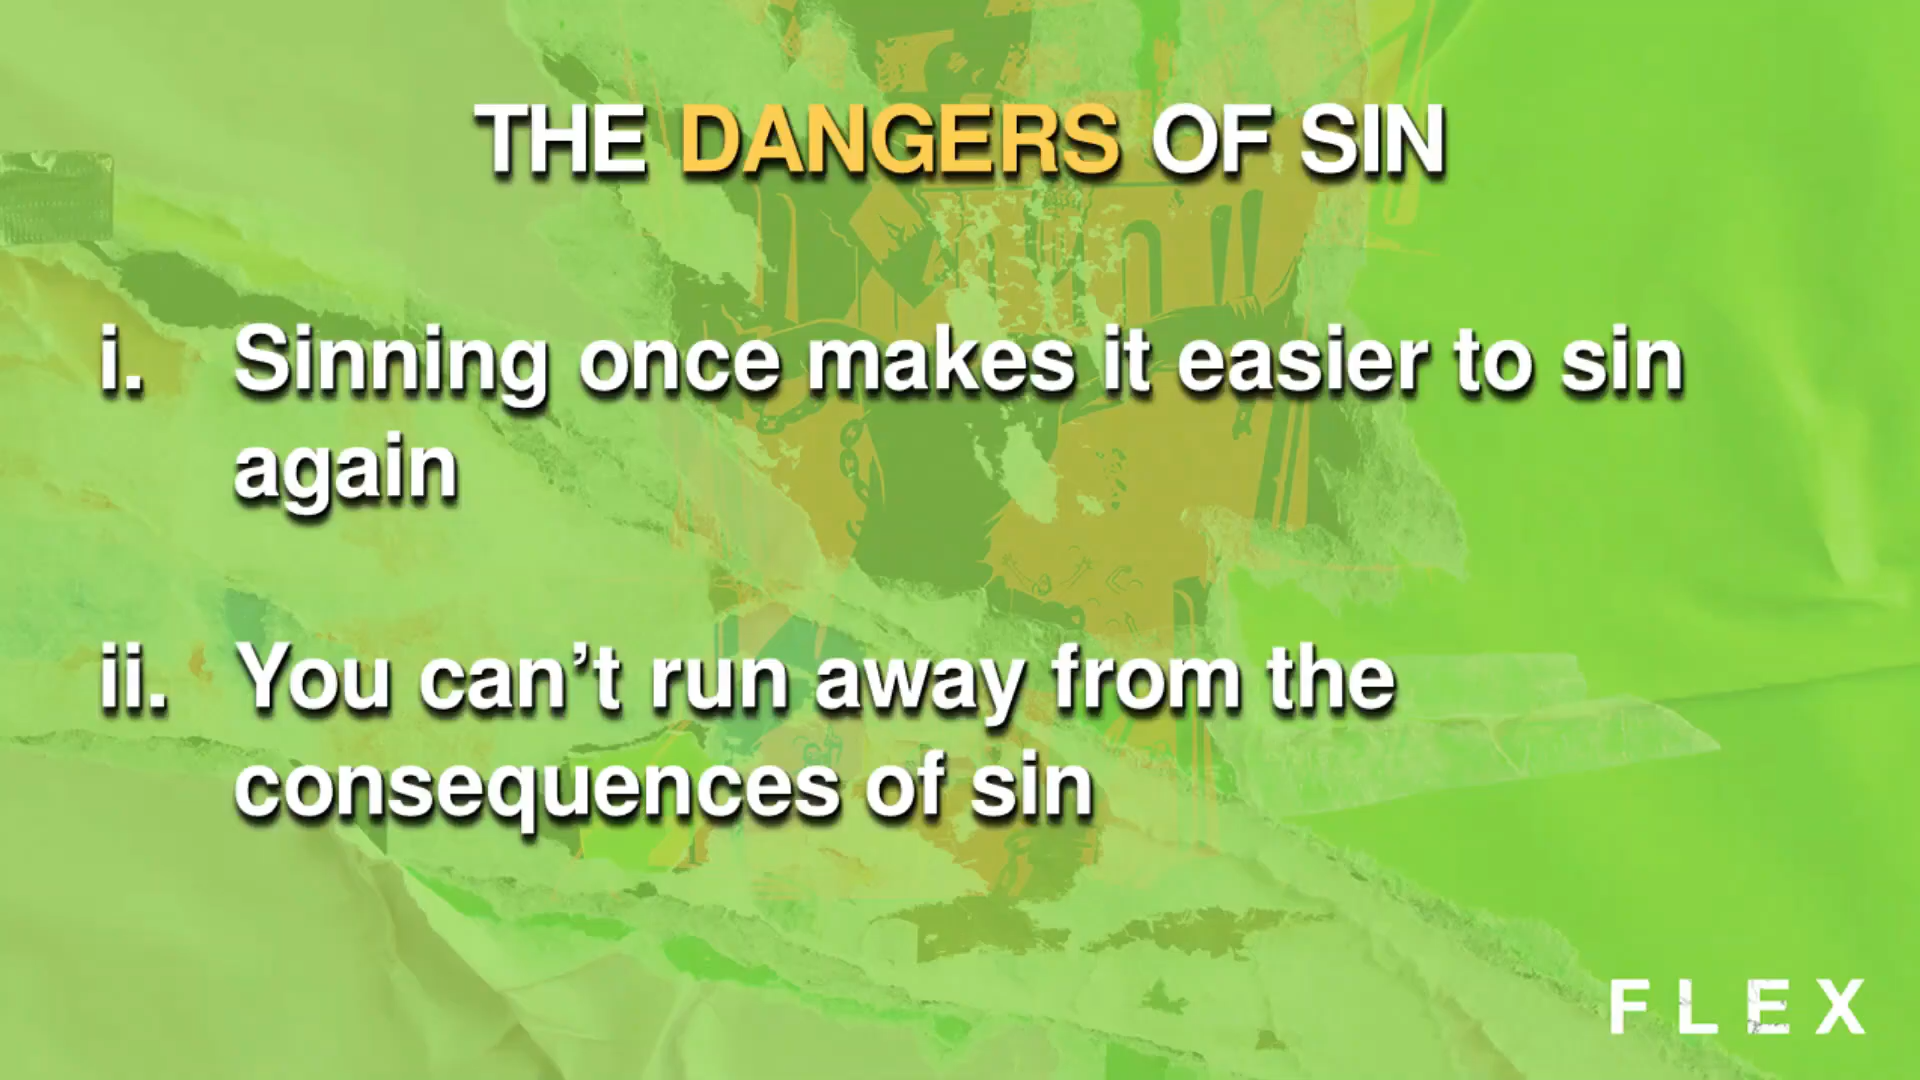 THE DANGERS OF SIN
i. Sinning once makes it easier to sin
again
ii. You can’t run away from the
consequences of sin
FLEX